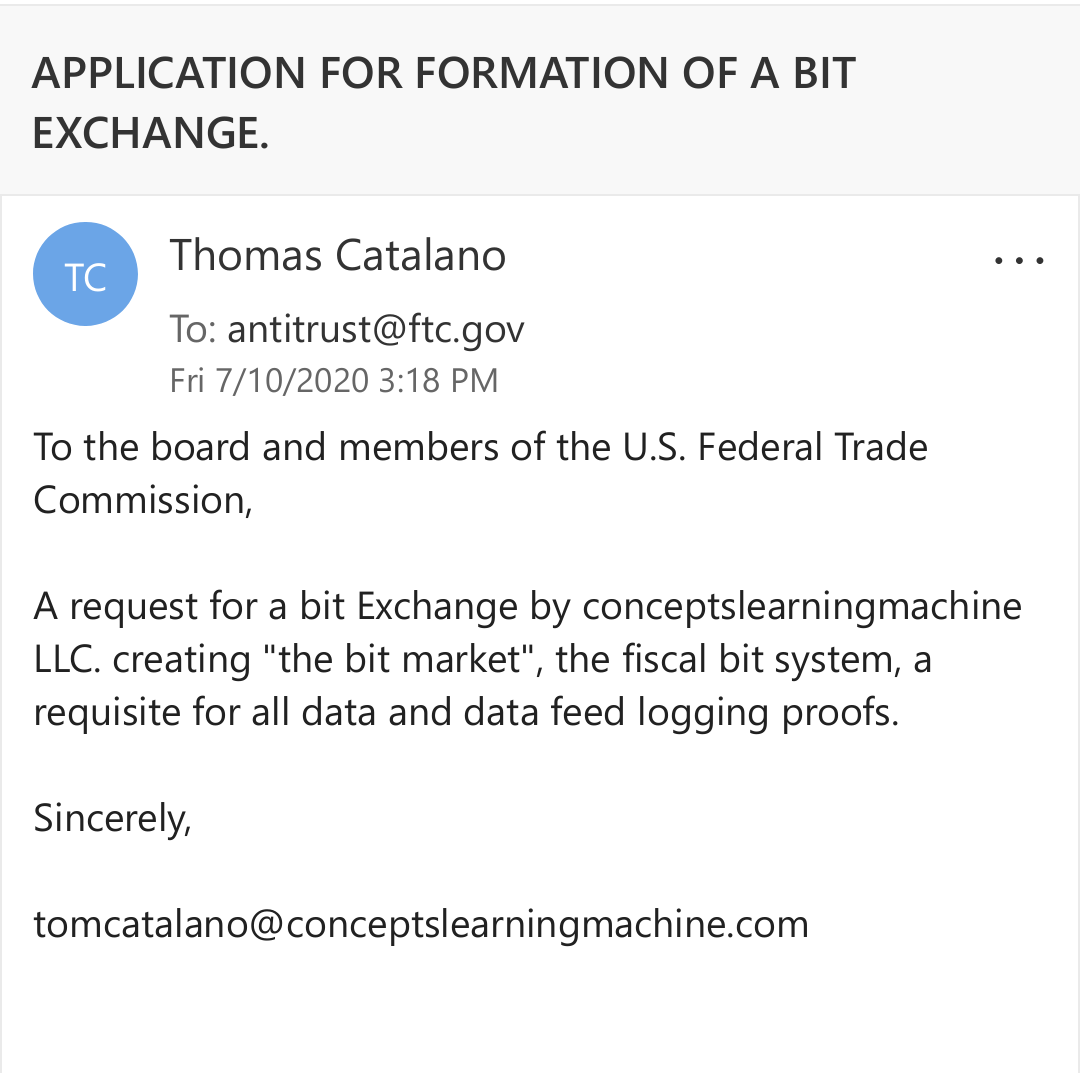 APPLICATION FOR FORMATION OF A BIT
EXCHANGE.
TC
Thomas Catalano
...
To: antitrust@ftc.gov
Fri 7/10/2020 3:18 PM
To the board and members of the U.S. Federal Trade
Commission,
A request for a bit Exchange by conceptslearningmachine
LLC. creating "the bit market", the fiscal bit system, a
requisite for all data and data feed logging proofs.
Sincerely,
tomcatalano@conceptslearningmachine.com